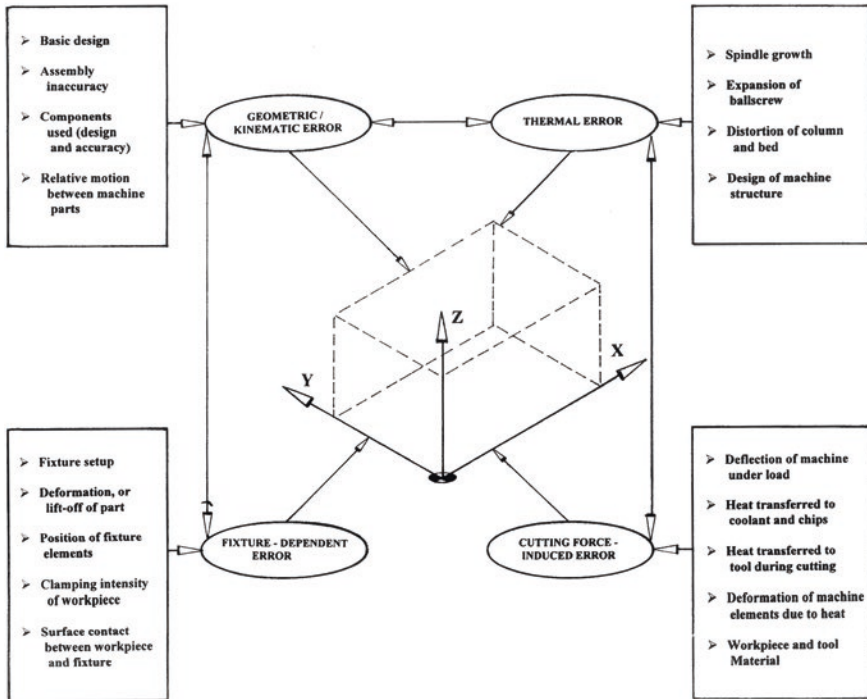 Basic design
Assembly
inaccuracy
Components
used (design
and accuracy)
Relative motion
between machine
parts
GEOMETRIC /
KINEMATIC ERROR
THERMAL ERROR
Spindle growth
Expansion of
ballscrew
Distortion of column
and bed
Design of machine
structure
Z
Y
X
Fixture setup
Deformation, or
lift-off of part
Position of fixture
elements
Clamping intensity
of workpiece
Surface contact
between workpiece
and fixture
FIXTURE - DEPENDENT
ERROR
CUTTING FORCE -
INDUCED ERROR
Deflection of machine
under load
Heat transferred to
coolant and chips
Heat transferred to
tool during cutting
Deformation of machine
elements due to heat
Workpiece and tool
Material